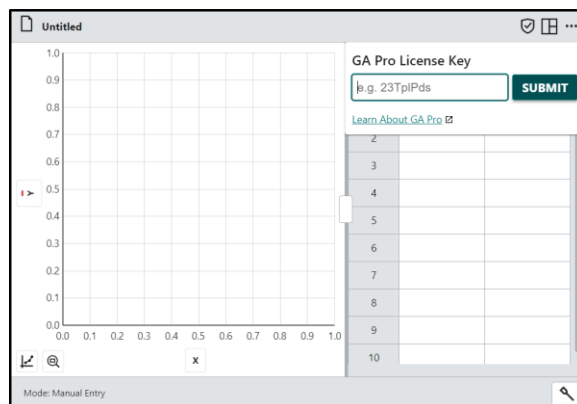 Untitled
GA Pro License Key
e.g. 23TplPds
SUBMIT
Learn About GA Pro
1.0
0.9
0.8
0.7
0.6
0.5
0.4
0.3
0.2
0.1
0.0
Y
0.0 0.1 0.2 0.3 0.4 0.5 0.6 0.7 0.8 0.9 1.0
X
2
3
4
5
6
7
8
9
10
Mode: Manual Entry